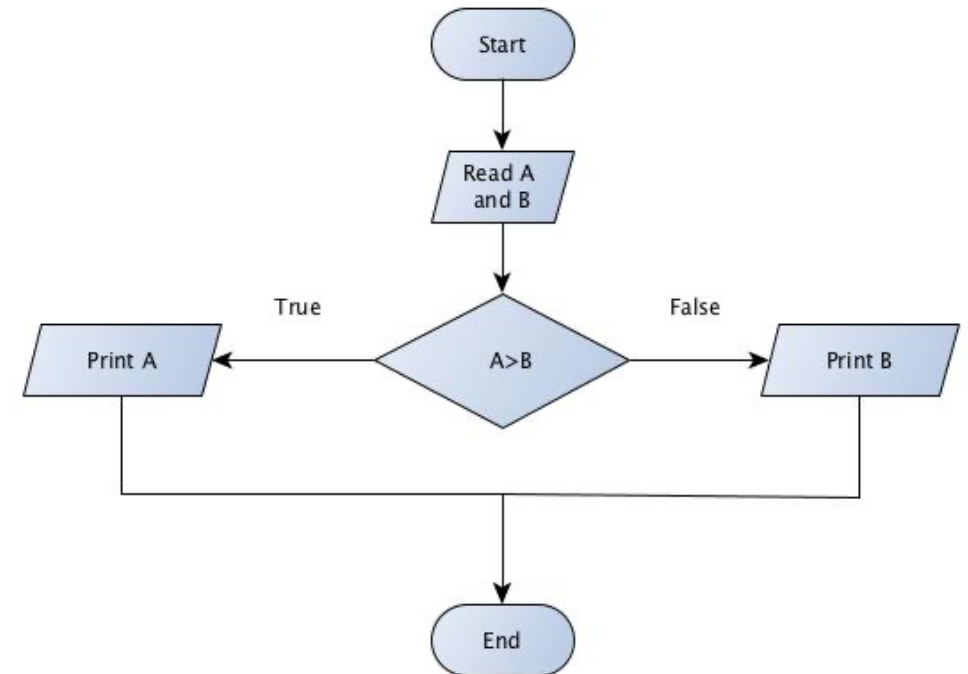 Start
Read A
and B
True
False
Print A
A>B
Print B
End